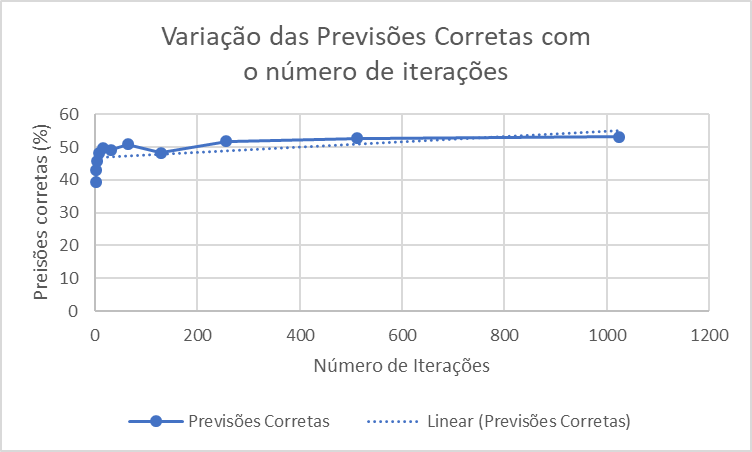 Variação das Previsões Corretas com
o número de iterações
60
50
40
30
20
10
0
Preisões corretas (%)
0 200 400 600 800 1000 1200
Número de Iterações
Previsões Corretas Linear (Previsões Corretas)